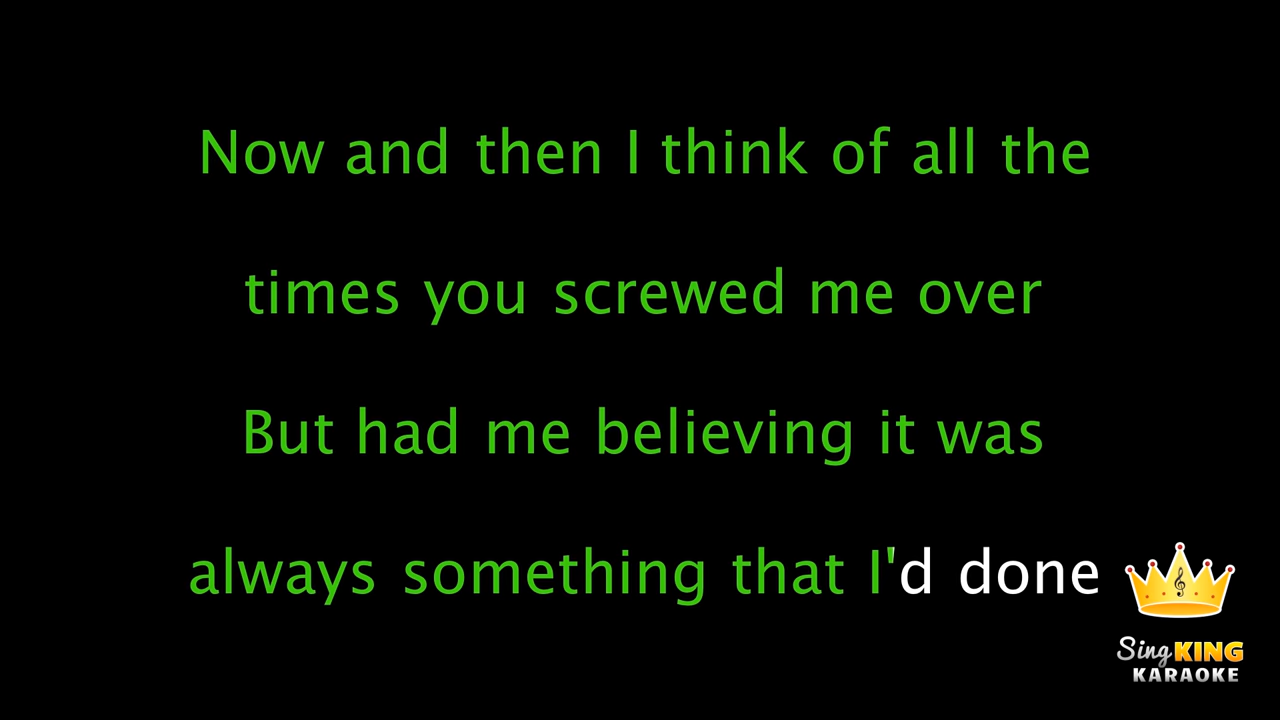 Now and then I think of all the
times you screwed me over
But had me believing it was
always something that I'd done
Sing KING
KARAOKE